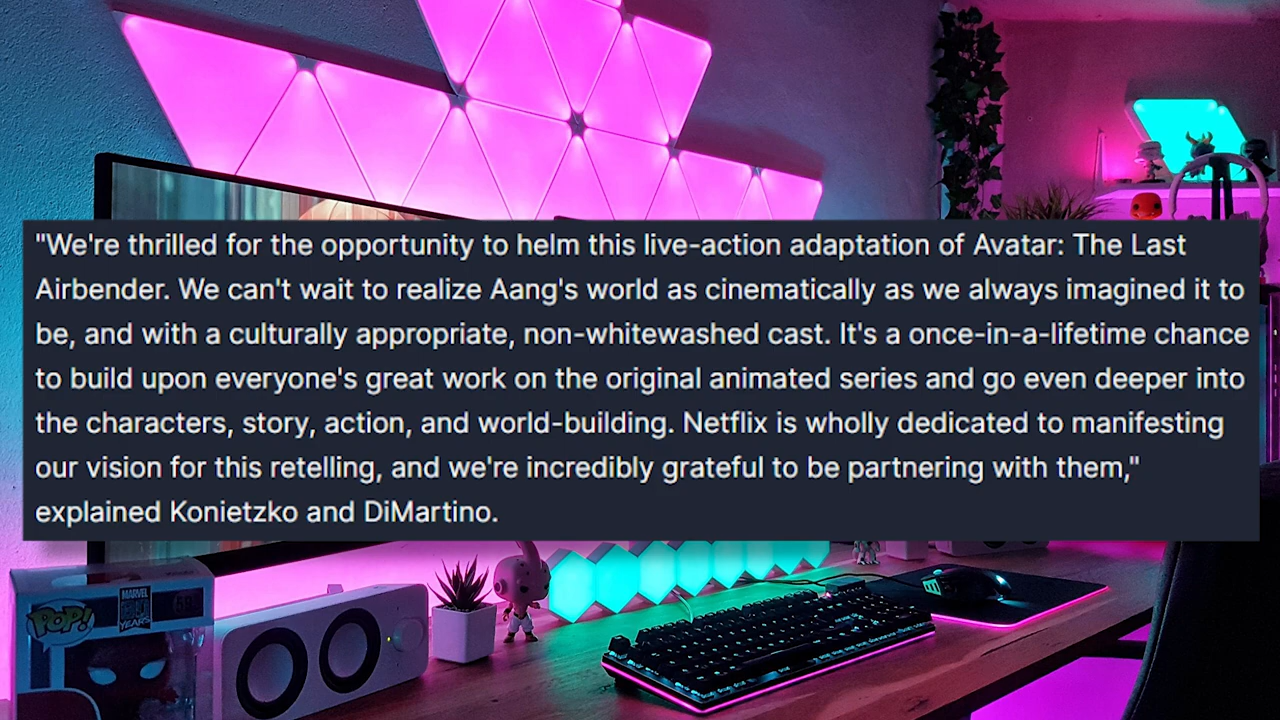 "We're thrilled for the opportunity to helm this live-action adaptation of Avatar: The Last
Airbender. We can't wait to realize Aang's world as cinematically as we always imagined it to
be, and with a culturally appropriate, non-whitewashed cast. It's a once-in-a-lifetime chance
to build upon everyone's great work on the original animated series and go even deeper into
the characters, story, action, and world-building. Netflix is wholly dedicated to manifesting
our vision for this retelling, and we're incredibly grateful to be partnering with them,"
explained Konietzko and DiMartino.
POP!
MARVEL
YEARS